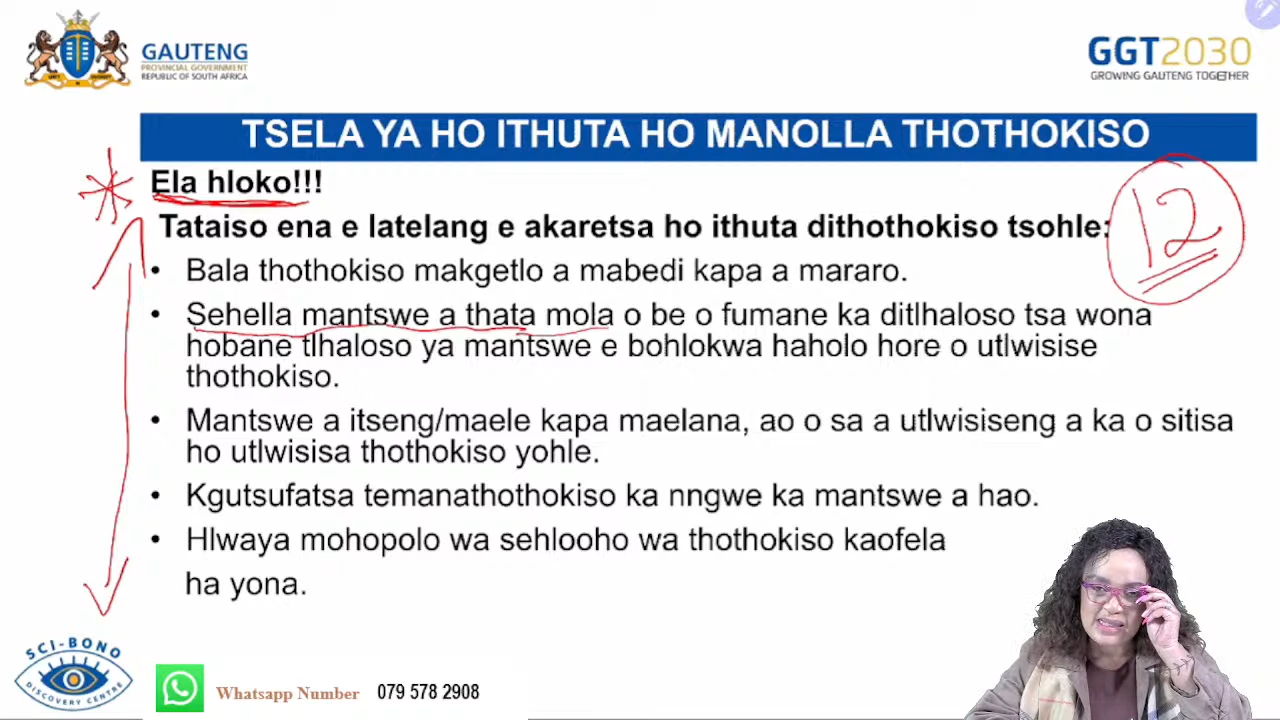 GAUTENG
PROVINCIAL GOVERNMENT
REPUBLIC OF SOUTH AFRICA
GGT2030
GROWING GAUTENG TOGETHER
TSELA YA HO ITHUTA HO MANOLLA THOTHOKISO
Ela hloko!!!
Tataiso ena e latelang e akaretsa ho ithuta dithothokiso tsohle:
12
• Bala thothokiso makgetlo a mabedi kapa a mararo.
• Sehella mantswe a thata mola o be o fumane ka ditlhaloso tsa wona
hobane tlhaloso ya mantswe e bohlokwa haholo hore o utlwisise
thothokiso.
• Mantswe a itseng/maele kapa maelana, ao o sa a utlwisiseng a ka o sitisa
ho utlwisisa thothokiso yohle.
• Kgutsufatsa temanathothokiso ka nngwe ka mantswe a hao.
• Hlwaya mohopolo wa sehlooho wa thothokiso kaofela
ha yona.
SCI-BONO
DISCOVERY CENTRE
Whatsapp Number 079 578 2908